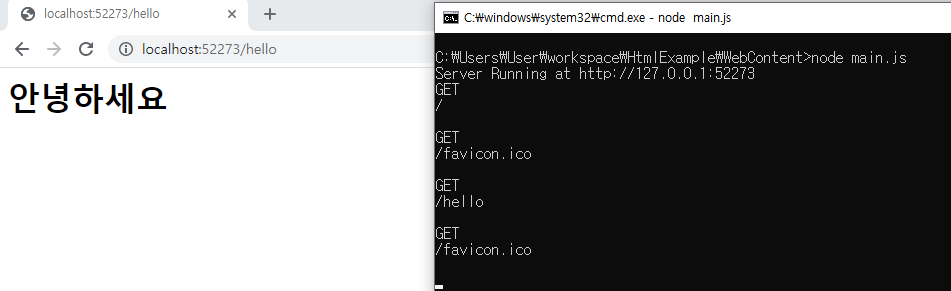 localhost:52273/hello
localhost:52273/hello
안녕하세요
C:₩windows₩system32₩cmd.exe - node main.js
C:₩Users₩User₩workspace₩HtmlExample₩WebContent>node main.js
Server Running at http://127.0.0.1:52273
GET
/
GET
/favicon.ico
GET
/hello
GET
/favicon.ico